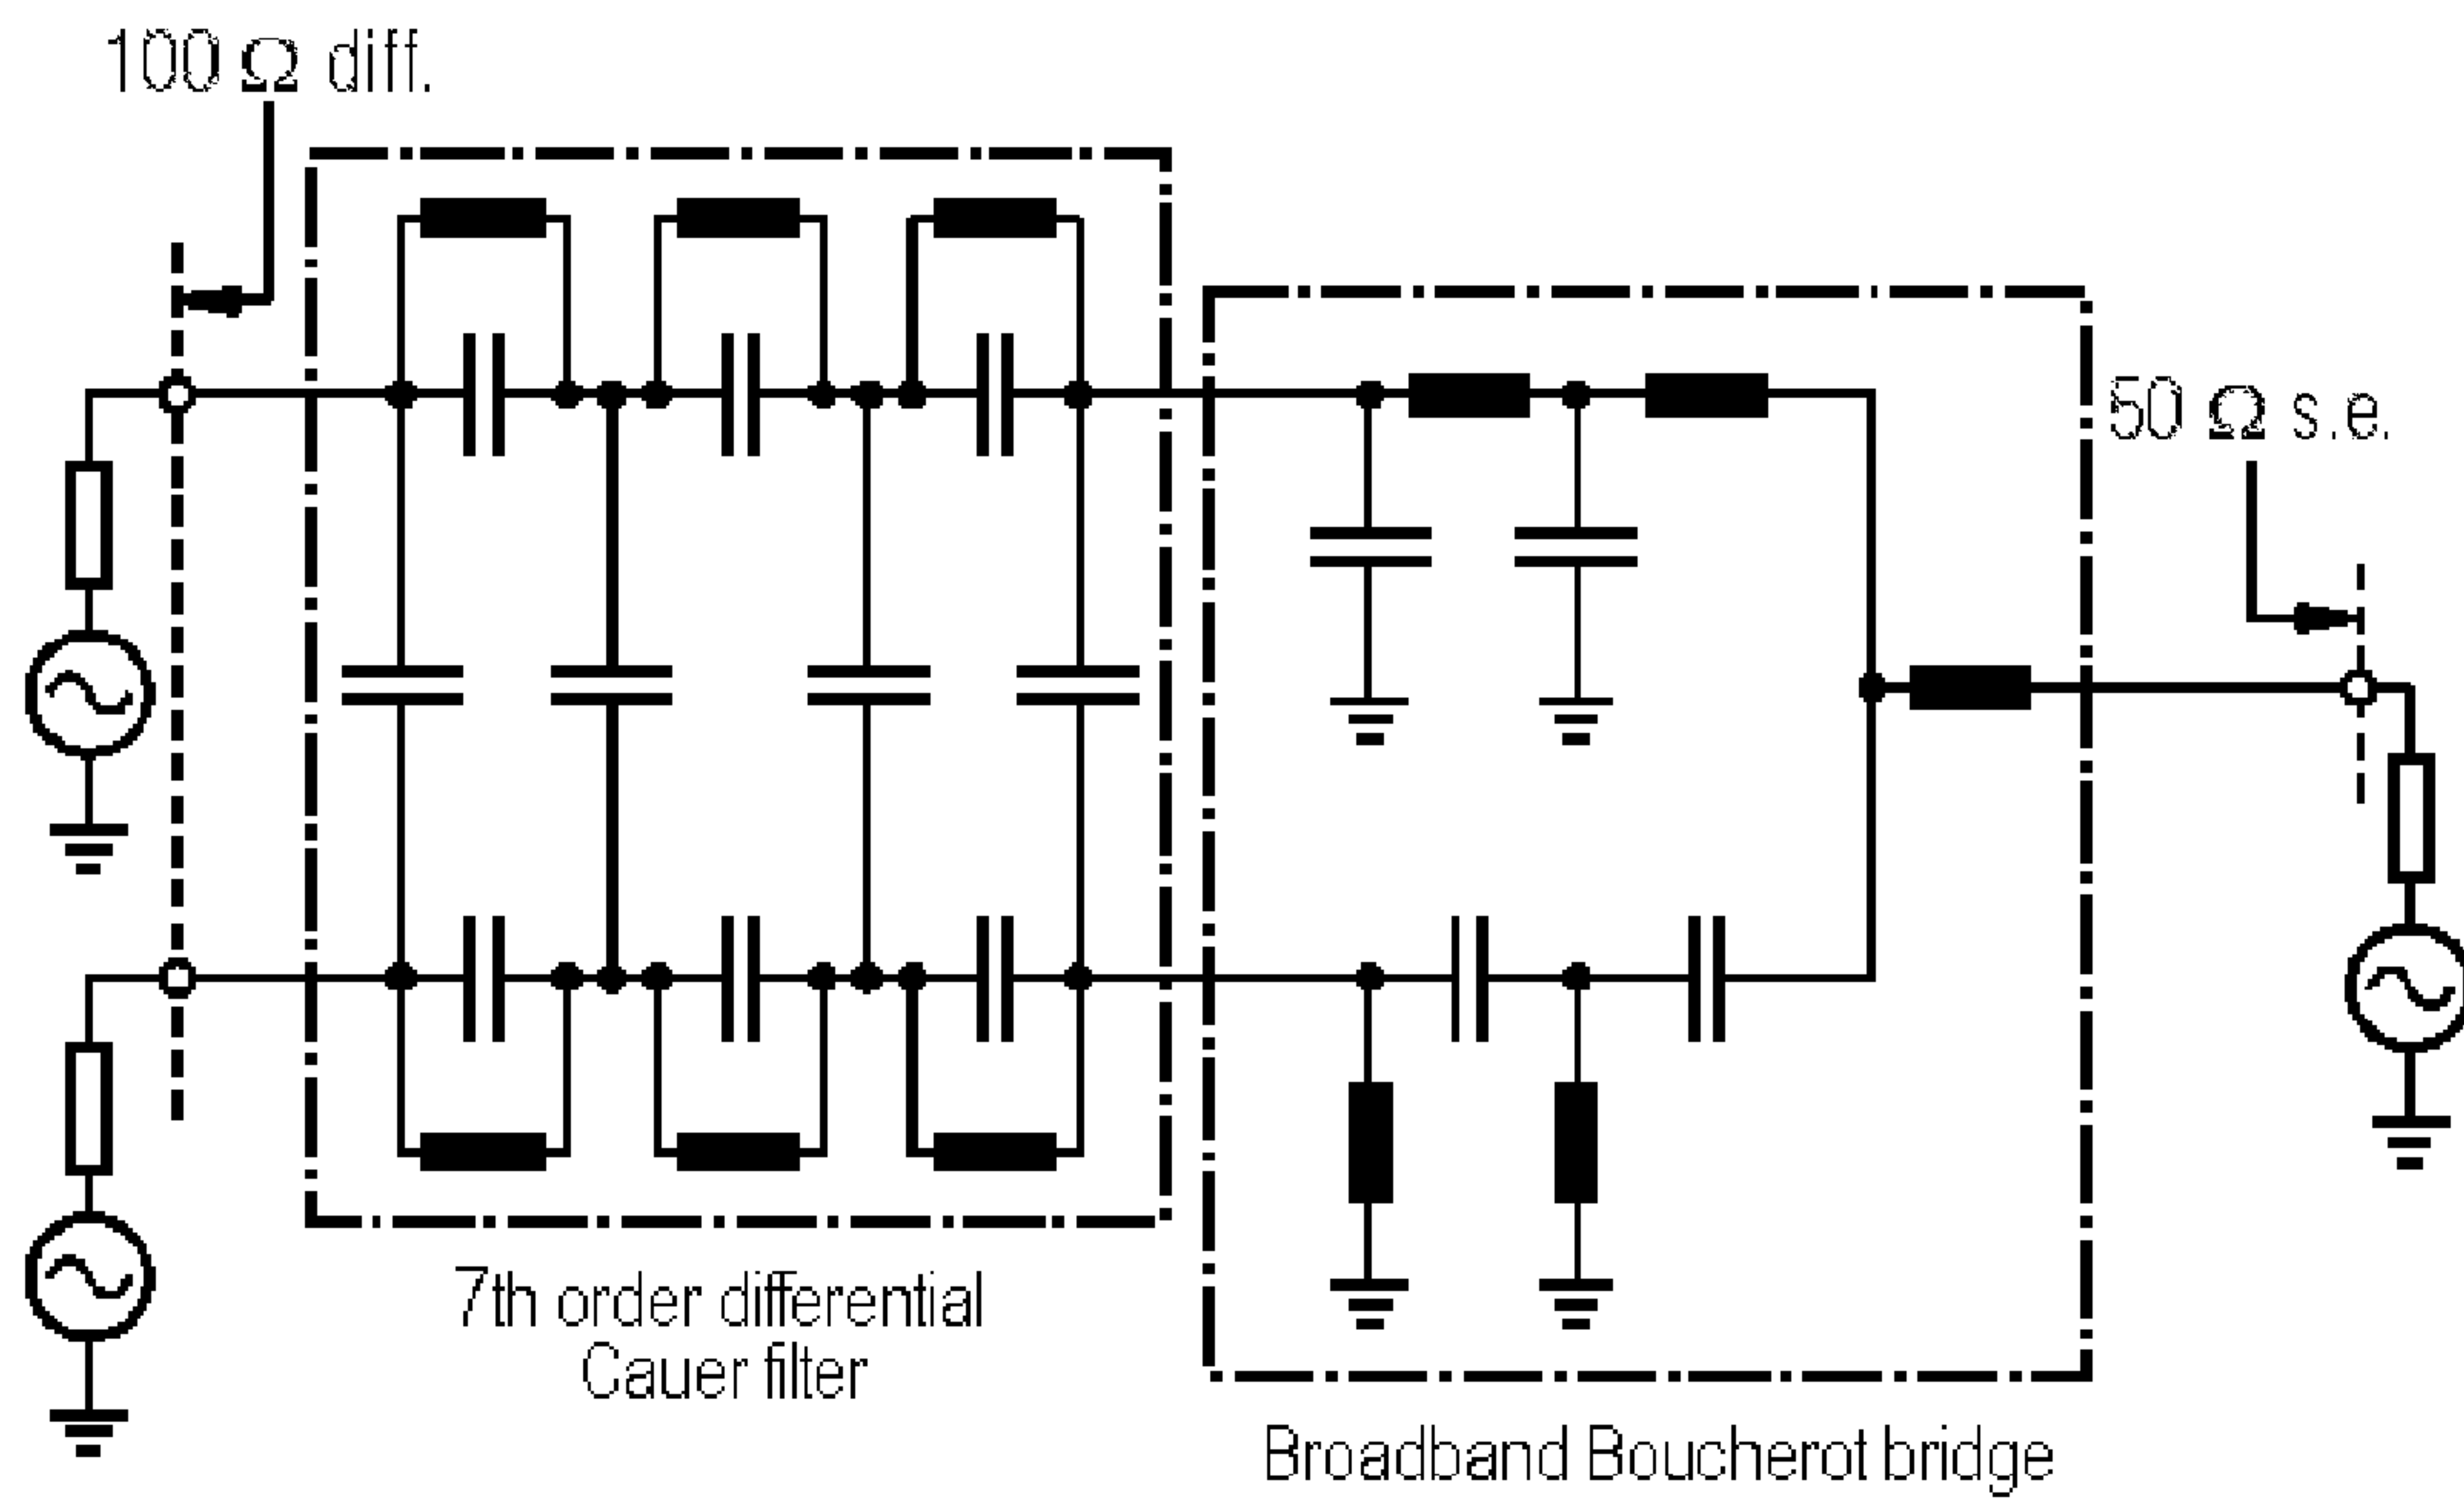 100 Ω diff.
50 Ω s.e.
7th order differential
Cauer filter
Broadband Boucherot bridge